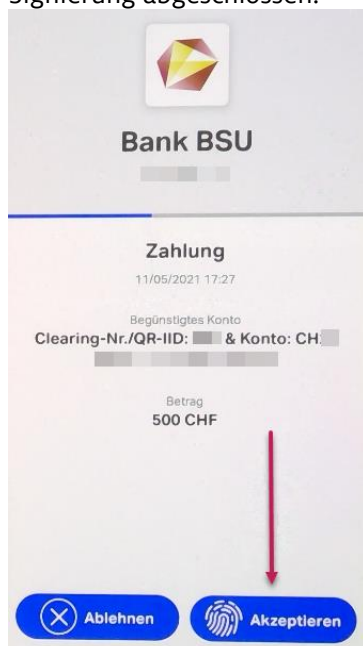 Signierung abgeschlossen.
Bank BSU
Zahlung
11/05/2021 17:27
Begünstigtes Konto
Clearing-Nr./QR-IID: & Konto: CH
Betrag
500 CHF
Ablehnen
Akzeptieren